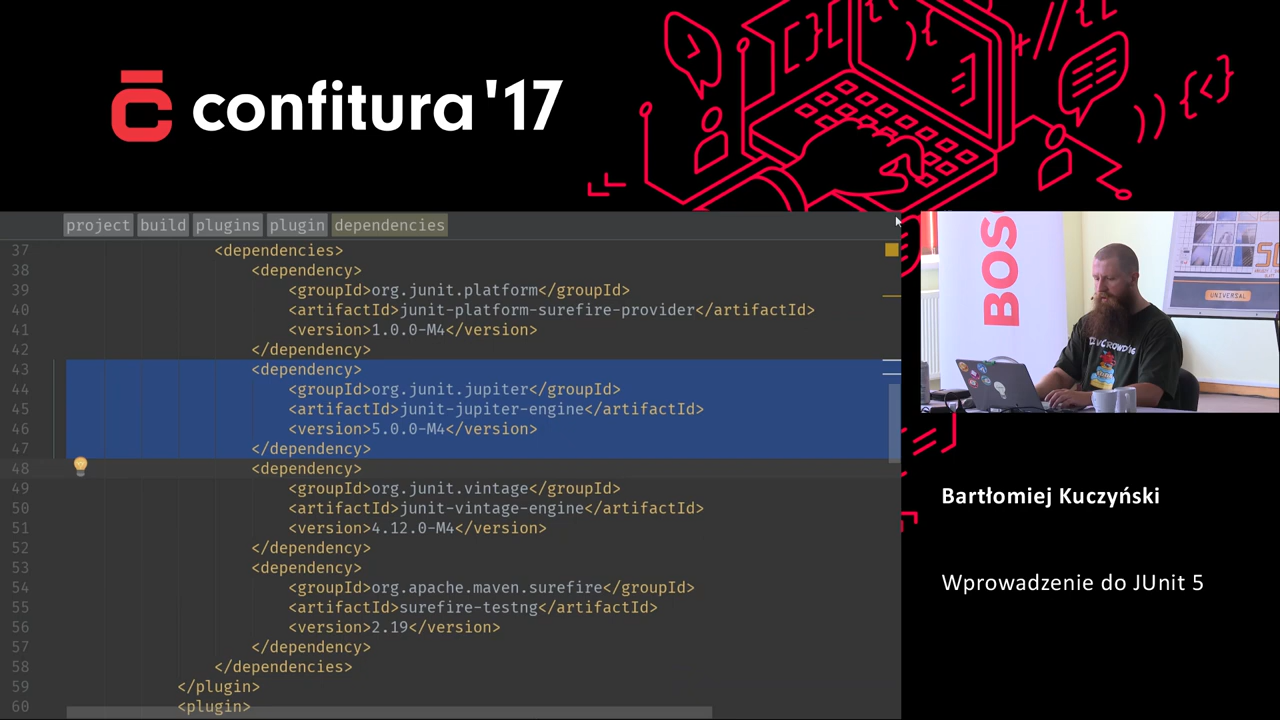 confitura '17
project build plugins plugin dependencies
37 <dependencies>
38 <dependency>
39 <groupId>org.junit.platform</groupId>
40 <artifactId>junit-platform-surefire-provider</artifactId>
41 <version>1.0.0-M4</version>
42 </dependency>
43 <dependency>
44 <groupId>org.junit.jupiter</groupId>
45 <artifactId>junit-jupiter-engine</artifactId>
46 <version>5.0.0-M4</version>
47 </dependency>
48 <dependency>
49 <groupId>org.junit.vintage</groupId>
50 <artifactId>junit-vintage-engine</artifactId>
51 <version>4.12.0-M4</version>
52 </dependency>
53 <dependency>
54 <groupId>org.apache.maven.surefire</groupId>
55 <artifactId>surefire-testng</artifactId>
56 <version>2.19</version>
57 </dependency>
58 </dependencies>
59 </plugin>
60 <plugin>
BOSC
UNIVERSAL
Bartłomiej Kuczyński
Wprowadzenie do JUnit 5